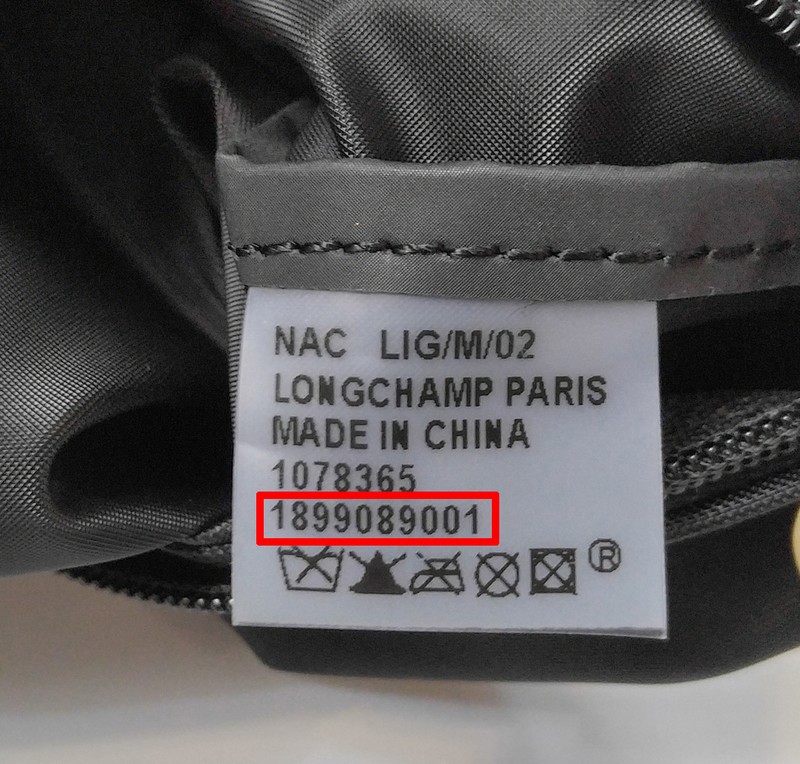 NAC LIG/M/02
LONGCHAMP PARIS
MADE IN CHINA
1078365
1899089001
®